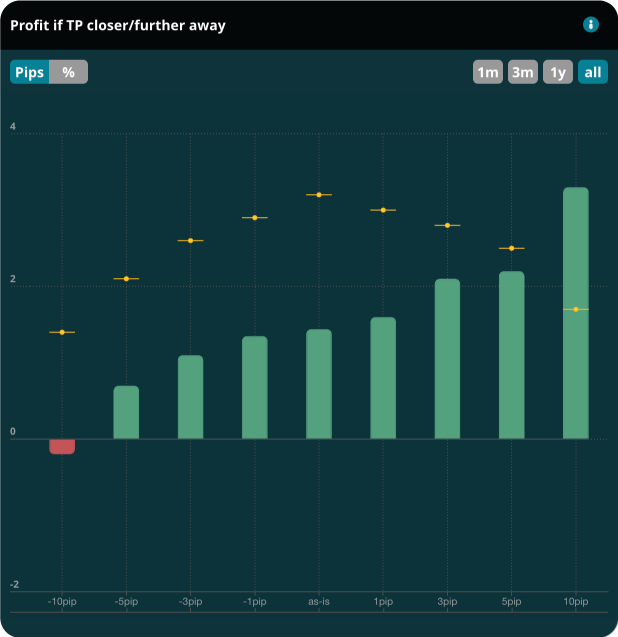 Profit if TP closer/further away
Pips % 1m 3m 1y all
4
2
0
-2
-10pip -5pip -3pip -1pip as-is 1pip 3pip 5pip 10pip